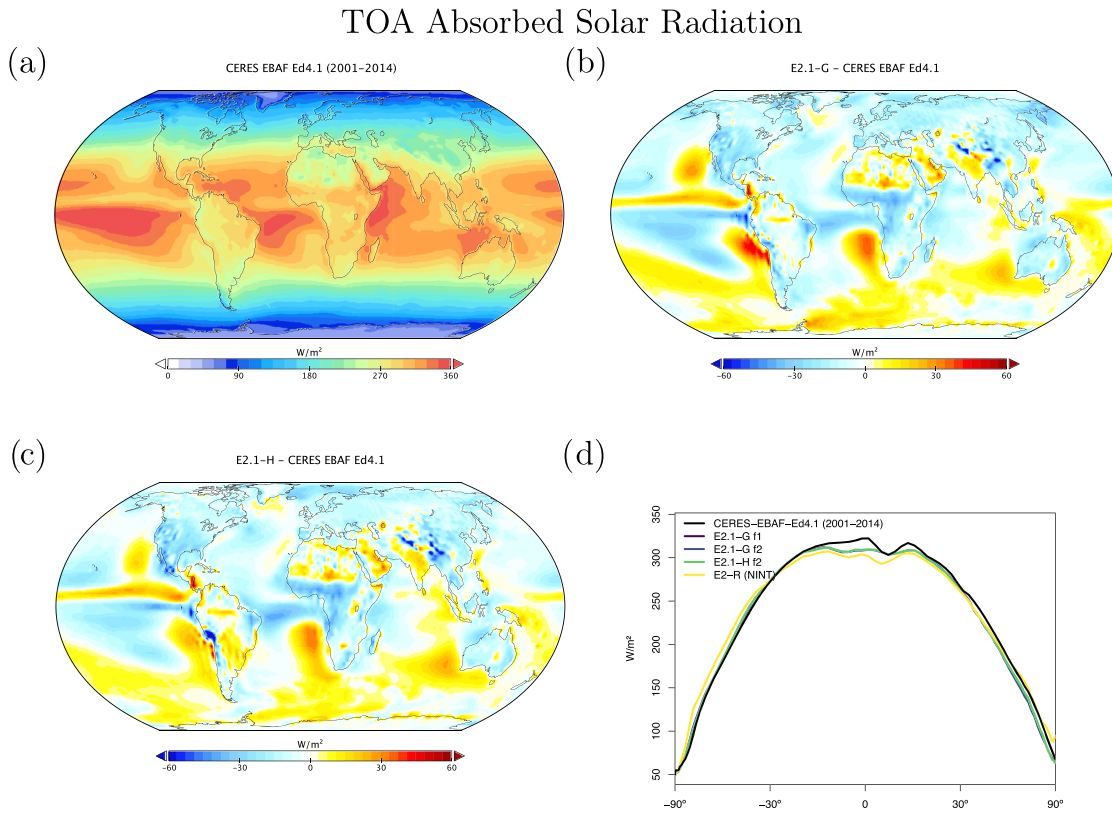 TOA Absorbed Solar Radiation
(a)
CERES EBAF Ed4.1 (2001–2014)
W/m²
0 90 180 270 360
(b)
E2.1–G – CERES EBAF Ed4.1
W/m²
–60 –30 0 30 60
(c)
E2.1–H – CERES EBAF Ed4.1
W/m²
–60 –30 0 30 60
(d)
CERES–EBAF–Ed4.1 (2001–2014)
E2.1–G f1
E2.1–G f2
E2.1–H f2
E2–R (NINT)
W/m²
350
300
250
200
150
100
50
–90° –30° 0 30° 90°